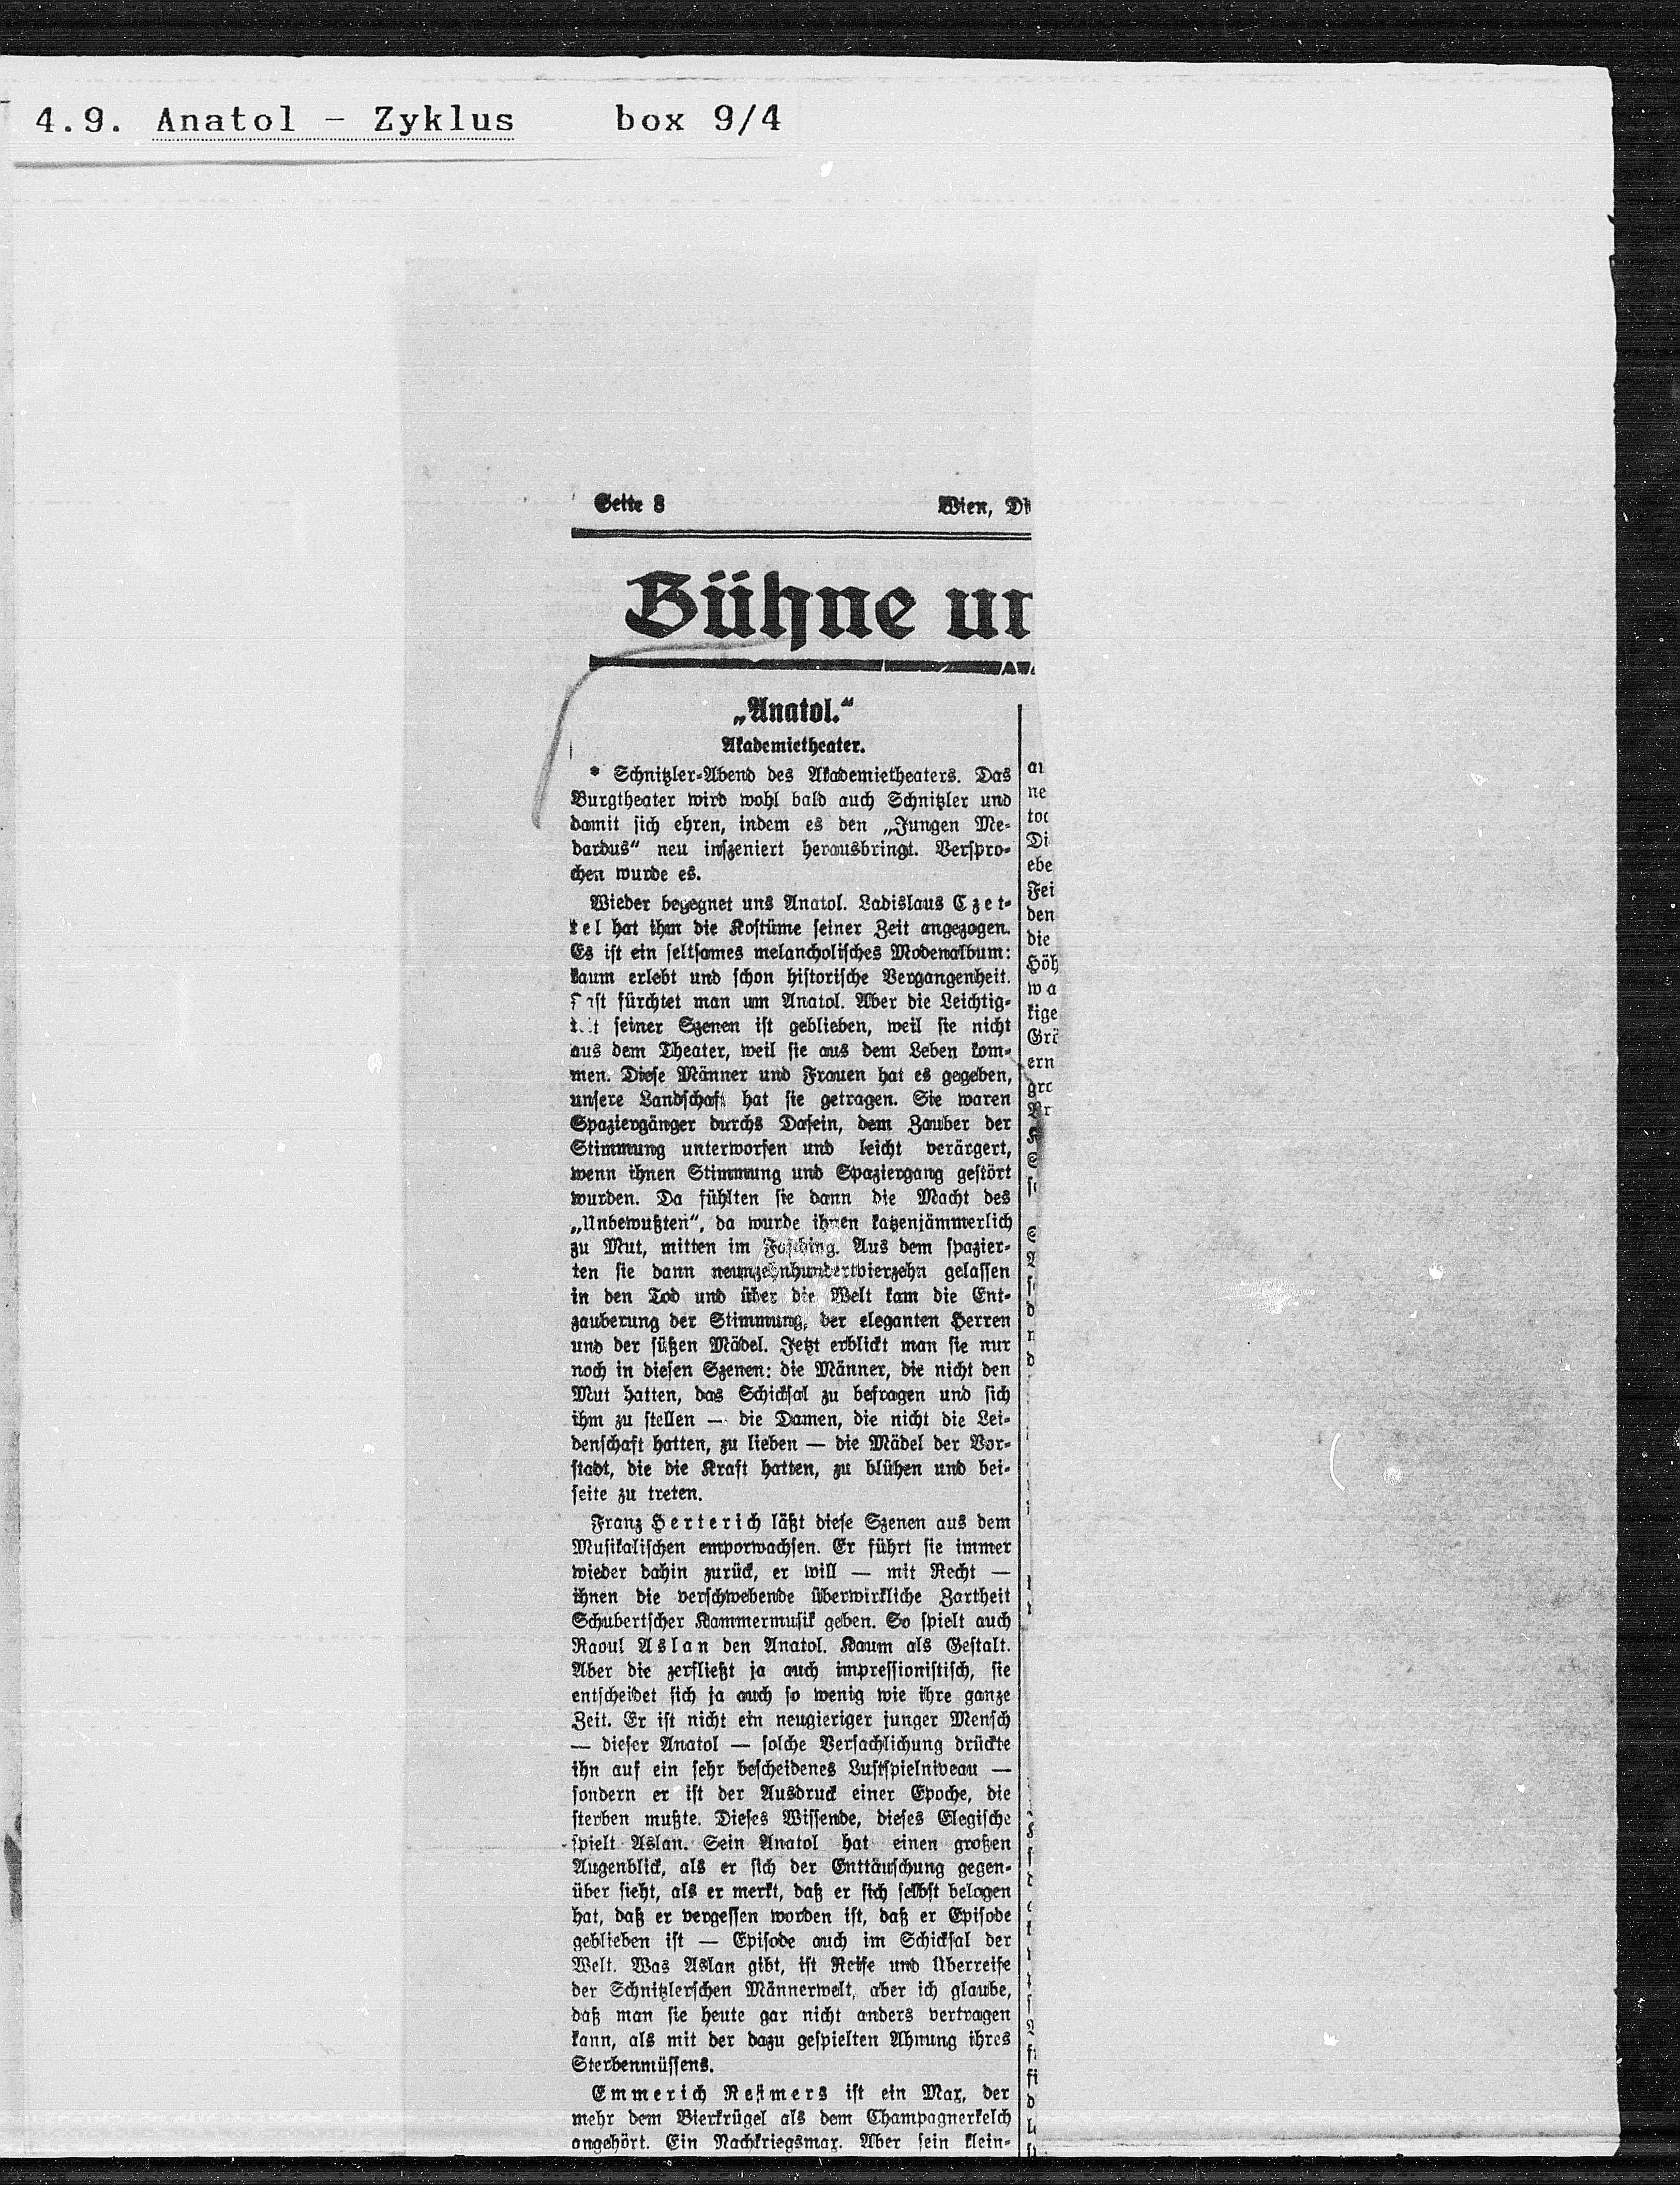 4.9. Anatol - Zyklus box 9/4
Seite 8 Wien,
Bühne
„Anatol.“
Akademietheater.
* Schnitzler-Abend des Akademietheaters. Das
Burgtheater wird wohl bald auch Schnitzler und
damit sich ehren, indem es den „Jungen Me-
dardus“ neu inszeniert herausbringt. Verspro-
chen wurde es.
Wieder begegnet uns Anatol. Ladislaus Czet-
tel hat ihm die Kostüme seiner Zeit angezogen.
Es ist ein seltsames melancholisches Modenalbum:
kaum erlebt und schon historische Vergangenheit.
Fast fürchtet man um Anatol. Aber die Leichtig-
keit seiner Szenen ist geblieben, weil sie nicht
aus dem Theater, weil sie aus dem Leben kom-
men. Diese Männer und Frauen hat es gegeben,
unsere Landschaft hat sie getragen. Sie waren
Spaziergänger durchs Dasein, dem Zauber der
Stimmung unterworfen und leicht verärgert,
wenn ihnen Stimmung und Spaziergang gestört
wurden. Da fühlten sie dann die Macht des
„Unbewußten“, da wurde ihnen katzenjämmerlich
zu Mut, mitten im Fasching. Aus dem spazier-
ten sie dann neunzehnhundertvierzehn gelassen
in den Tod und über die Welt kam die Ent-
zauberung der Stimmung, der eleganten Herren
und der süßen Mädel. Jetzt erblickt man sie nur
noch in diesen Szenen: die Männer, die nicht den
Mut hatten, das Schicksal zu befragen und sich
ihm zu stellen — die Damen, die nicht die Lei-
denschaft hatten, zu lieben — die Mädel der Vor-
stadt, die die Kraft hatten, zu blühen und bei-
seite zu treten.
Franz Herterich läßt diese Szenen aus dem
Musikalischen emporwachsen. Er führt sie immer
wieder dahin zurück, er will — mit Recht —
ihnen die verschwebende überwirkliche Zartheit
Schubertscher Kammermusik geben. So spielt auch
Raoul Aslan den Anatol. Kaum als Gestalt.
Aber die zerfließt ja auch impressionistisch, sie
entscheidet sich ja auch so wenig wie ihre ganze
Zeit. Er ist nicht ein neugieriger junger Mensch
— dieser Anatol — solche Versachlichung drückte
ihn auf ein sehr bescheidenes Lustspielniveau —
sondern er ist der Ausdruck einer Epoche, die
sterben mußte. Dieses Wissende, dieses Elegische
spielt Aslan. Sein Anatol hat einen großen
Augenblick, als er sich der Enttäuschung gegen-
über sieht, als er merkt, daß er sich selbst belogen
hat, daß er vergessen worden ist, daß er Episode
geblieben ist — Episode auch im Schicksal der
Welt. Was Aslan gibt, ist Reife und Überreife
der Schnitzlerschen Männerwelt, aber ich glaube,
daß man sie heute gar nicht anders vertragen
kann, als mit der dazu gespielten Ahnung ihres
Sterbenmüssens.
Emmerich Reimers ist ein Max, der
mehr dem Bierkrügel als dem Champagnerkelch
angehört. Ein Nachkriegsmax. Aber sein klein-